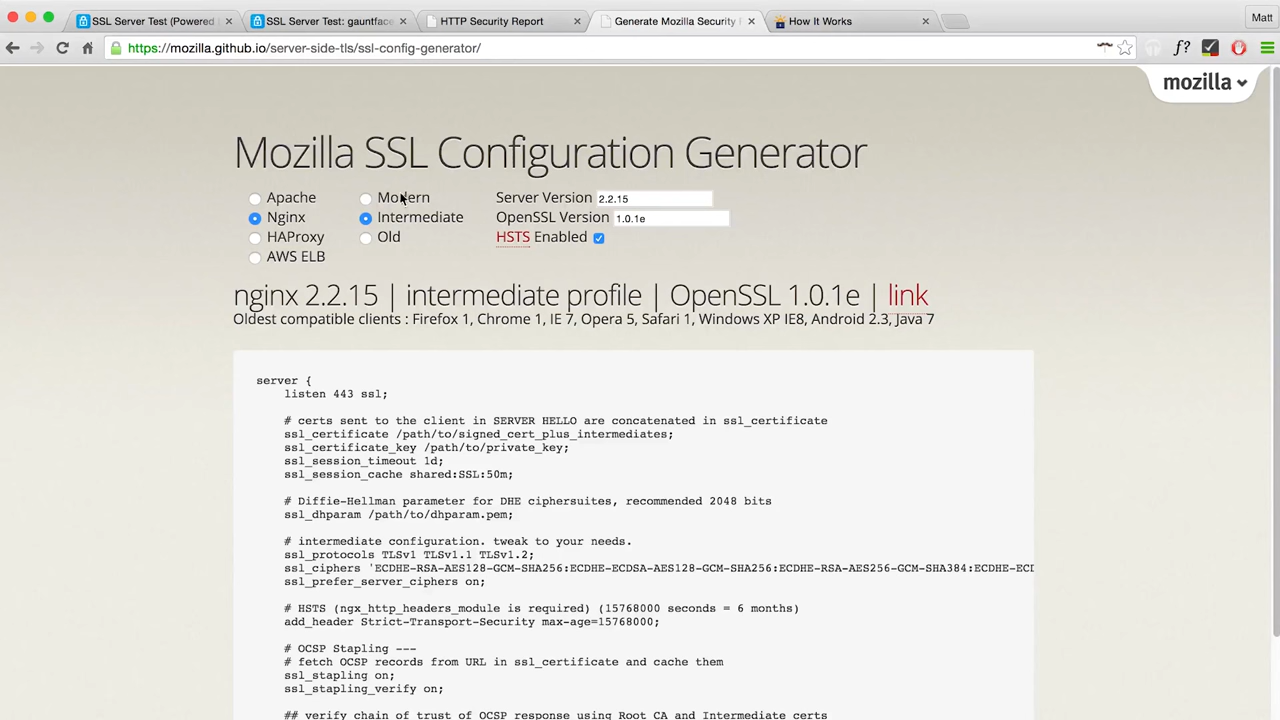 SSL Server Test (Powered
SSL Server Test: gauntface
HTTP Security Report
Generate Mozilla Security
How It Works
Matt
https://mozilla.github.io/server-side-tls/ssl-config-generator/
f?
mozilla
Mozilla SSL Configuration Generator
Apache Modern Server Version 2.2.15
Nginx Intermediate OpenSSL Version 1.0.1e
HAProxy Old HSTS Enabled
AWS ELB
nginx 2.2.15 | intermediate profile | OpenSSL 1.0.1e | link
Oldest compatible clients : Firefox 1, Chrome 1, IE 7, Opera 5, Safari 1, Windows XP IE8, Android 2.3, Java 7
server {
listen 443 ssl;
# certs sent to the client in SERVER HELLO are concatenated in ssl_certificate
ssl_certificate /path/to/signed_cert_plus_intermediates;
ssl_certificate_key /path/to/private_key;
ssl_session_timeout 1d;
ssl_session_cache shared:SSL:50m;
# Diffie-Hellman parameter for DHE ciphersuites, recommended 2048 bits
ssl_dhparam /path/to/dhparam.pem;
# intermediate configuration. tweak to your needs.
ssl_protocols TLSv1 TLSv1.1 TLSv1.2;
ssl_ciphers 'ECDHE-RSA-AES128-GCM-SHA256:ECDHE-ECDSA-AES128-GCM-SHA256:ECDHE-RSA-AES256-GCM-SHA384:ECDHE-ECD
ssl_prefer_server_ciphers on;
# HSTS (ngx_http_headers_module is required) (15768000 seconds = 6 months)
add_header Strict-Transport-Security max-age=15768000;
# OCSP Stapling ---
# fetch OCSP records from URL in ssl_certificate and cache them
ssl_stapling on;
ssl_stapling_verify on;
## verify chain of trust of OCSP response using Root CA and Intermediate certs